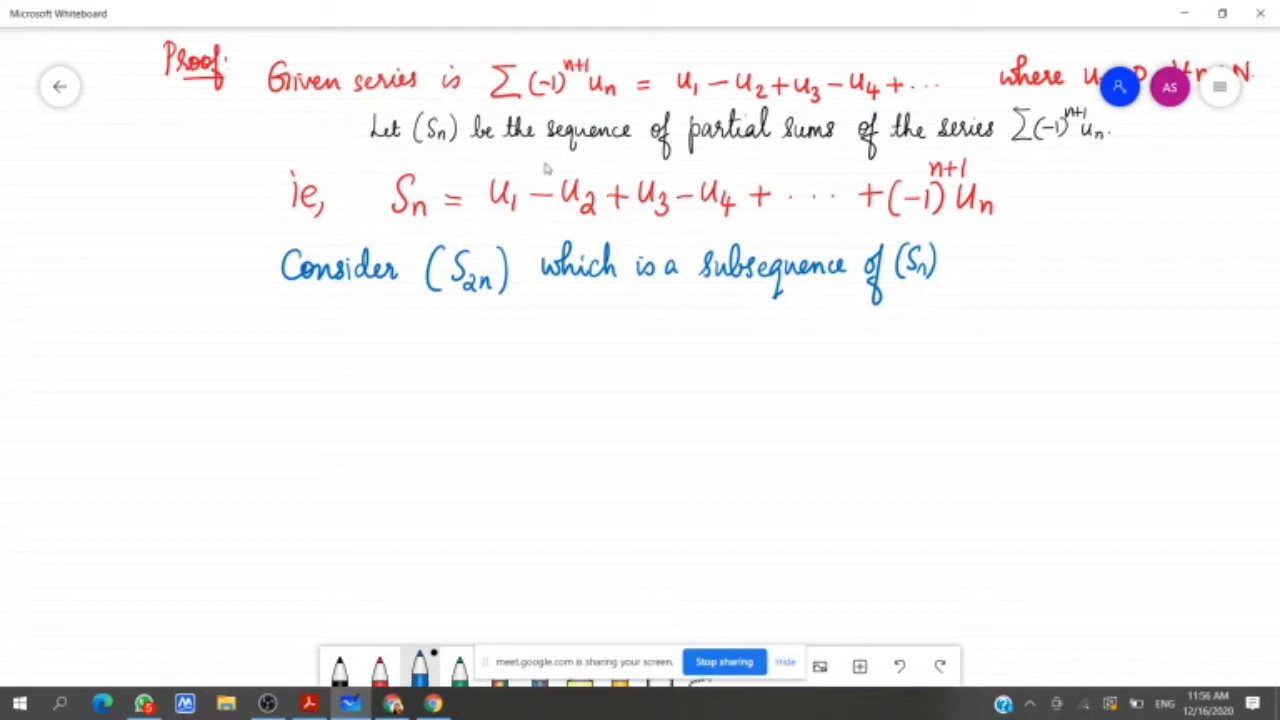 Microsoft Whiteboard
Proof:
Given series is ∑(-1)^{n+1} u_n = u_1 - u_2 + u_3 - u_4 + ... where
AS
Let (S_n) be the sequence of partial sums of the series ∑(-1)^{n+1} u_n.
ie, S_n = u_1 - u_2 + u_3 - u_4 + .... + (-1)^{n+1} u_n
Consider (S_{2n}) which is a subsequence of (S_n)
meet.google.com is sharing your screen. Stop sharing Hide
ENG
11:56 AM
12/16/2020